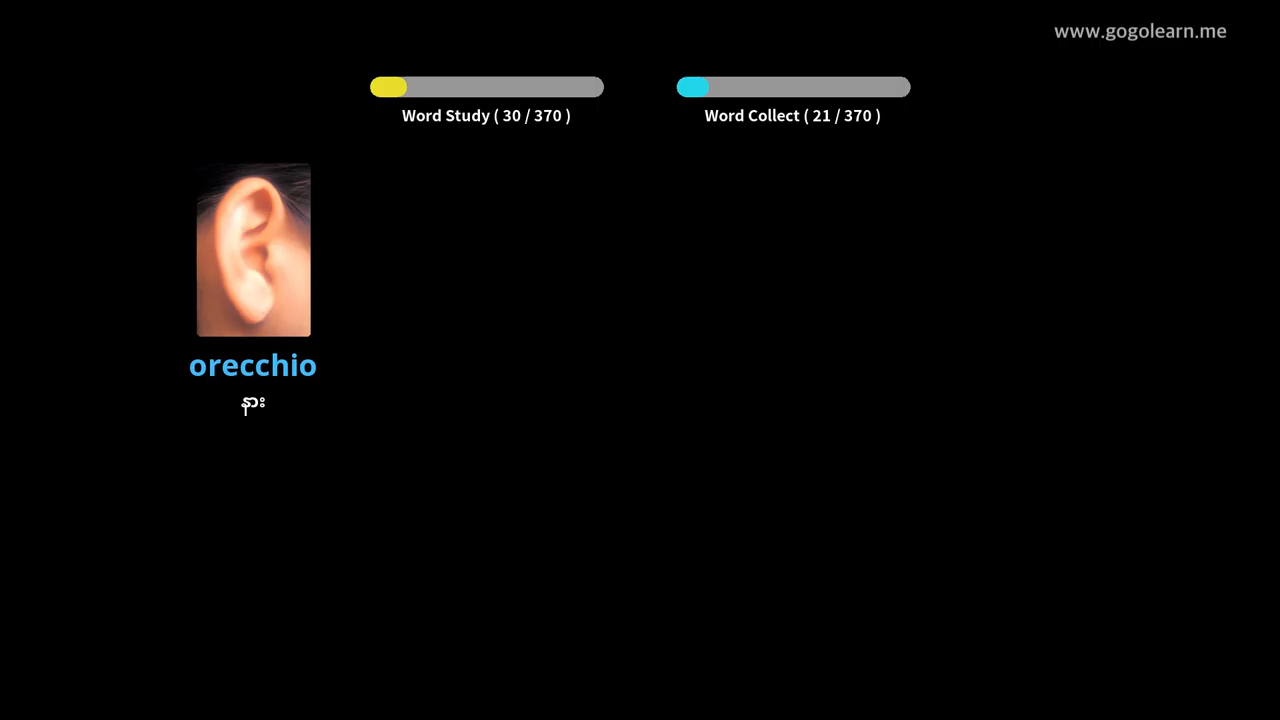 www.gogolearn.me
Word Study ( 30 / 370 )
Word Collect ( 21 / 370 )
orecchio
နား